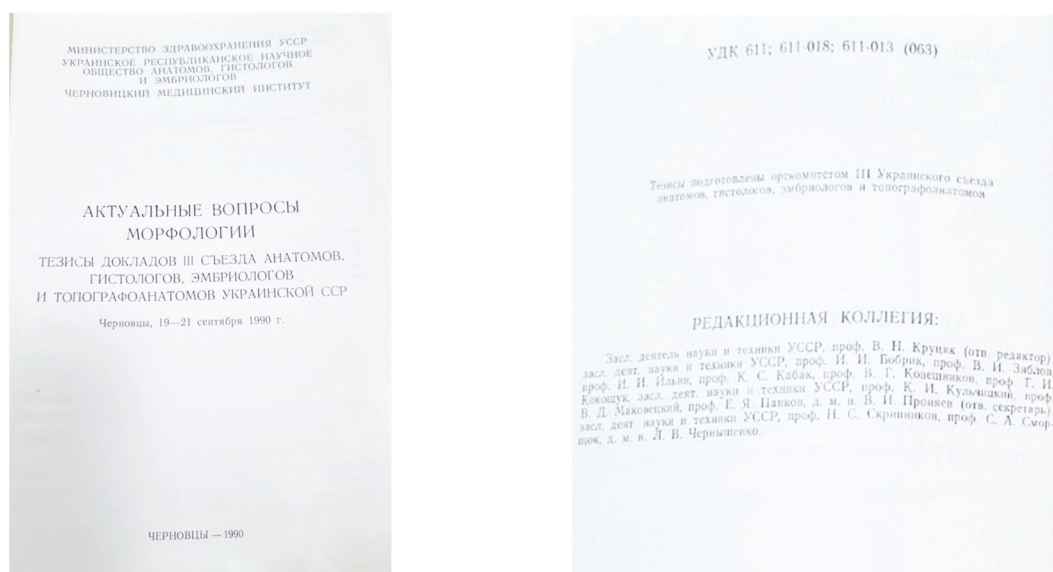 МИНИСТЕРСТВО ЗДРАВООХРАНЕНИЯ УССР
УКРАИНСКОЕ РЕСПУБЛИКАНСКОЕ НАУЧНОЕ
ОБЩЕСТВО АНАТОМОВ, ГИСТОЛОГОВ
И ЭМБРИОЛОГОВ
ЧЕРНОВИЦКИЙ МЕДИЦИНСКИЙ ИНСТИТУТ
АКТУАЛЬНЫЕ ВОПРОСЫ
МОРФОЛОГИИ
ТЕЗИСЫ ДОКЛАДОВ III СЪЕЗДА АНАТОМОВ,
ГИСТОЛОГОВ, ЭМБРИОЛОГОВ
И ТОПОГРАФОАНАТОМОВ УКРАИНСКОЙ ССР
Черновцы, 19—21 сентября 1990 г.
ЧЕРНОВЦЫ — 1990
УДК 611; 611-018; 611-013 (063)
Тезисы подготовлены оргкомитетом III Украинского съезда
анатомов, гистологов, эмбриологов и топографоанатомов
РЕДАКЦИОННАЯ КОЛЛЕГИЯ:
Засл. деятель науки и техники УССР, проф. В. Н. Круцяк (отв. редактор),
засл. деят. науки и техники УССР, проф. И. И. Бобрик, проф. В. И. Зяблов,
проф. И. И. Ильин, проф. К. С. Кабак, проф. В. Г. Ковешников, проф. Г. И.
Кокощук, засл. деят. науки и техники УССР, проф. К. И. Кульчицкий, проф.
В. Д. Маковецкий, проф. Е. Я. Панков, д. м. н. В. И. Проняев (отв. секретарь),
засл. деят. науки и техники УССР, проф. Н. С. Скрипников, проф. С. А. Смор-
щок, д. м. н. Л. В. Чернышенко.